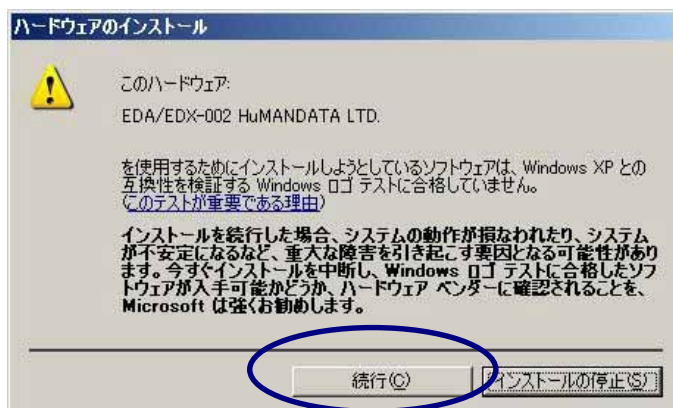 ハードウェアのインストール
このハードウェア:
EDA/EDX-002 HuMANDATA LTD.
を使用するためにインストールしようとしているソフトウェアは、Windows XP との
互換性を検証する Windows ロゴ テストに合格していません。
(このテストが重要である理由)
インストールを続行した場合、システムの動作が損なわれたり、システム
が不安定になるなど、重大な障害を引き起こす要因となる可能性があり
ます。今すぐインストールを中断し、Windows ロゴ テストに合格したソフ
トウェアが入手可能かどうか、ハードウェア ベンダーに確認されることを、
Microsoft は強くお勧めします。
続行(C)
インストールの停止(S)